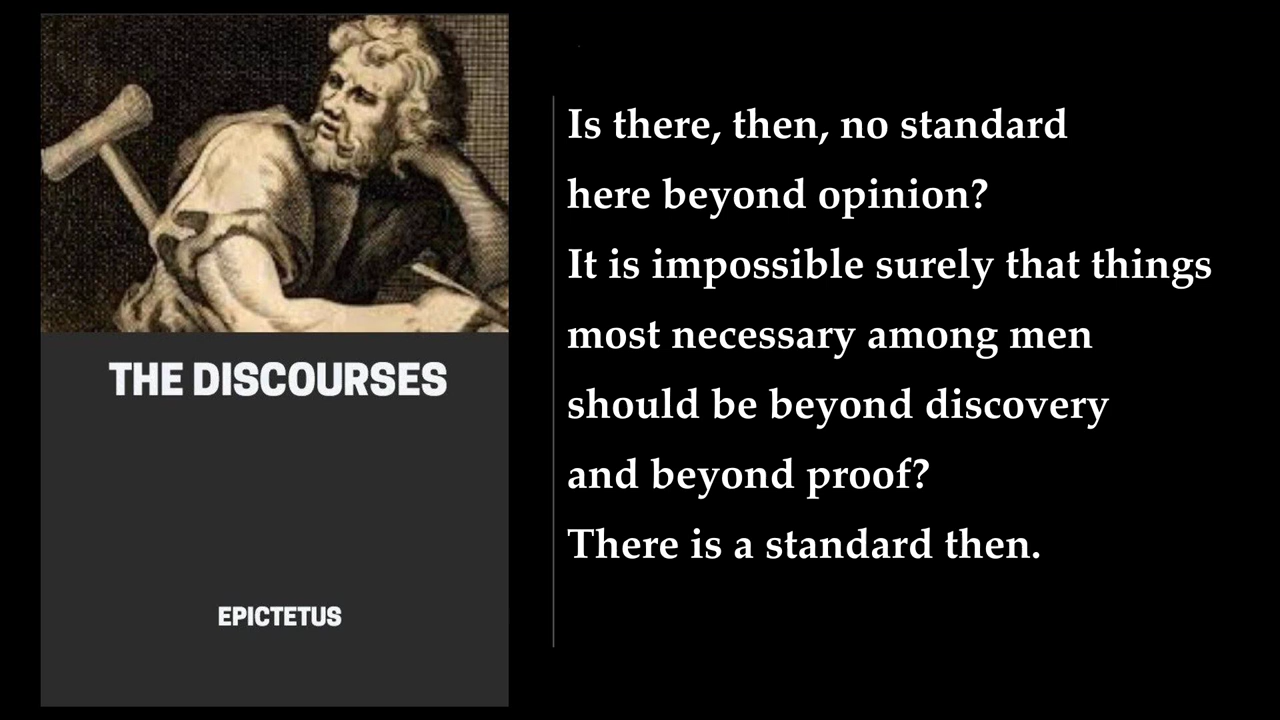 THE DISCOURSES
EPICTETUS
Is there, then, no standard
here beyond opinion?
It is impossible surely that things
most necessary among men
should be beyond discovery
and beyond proof?
There is a standard then.